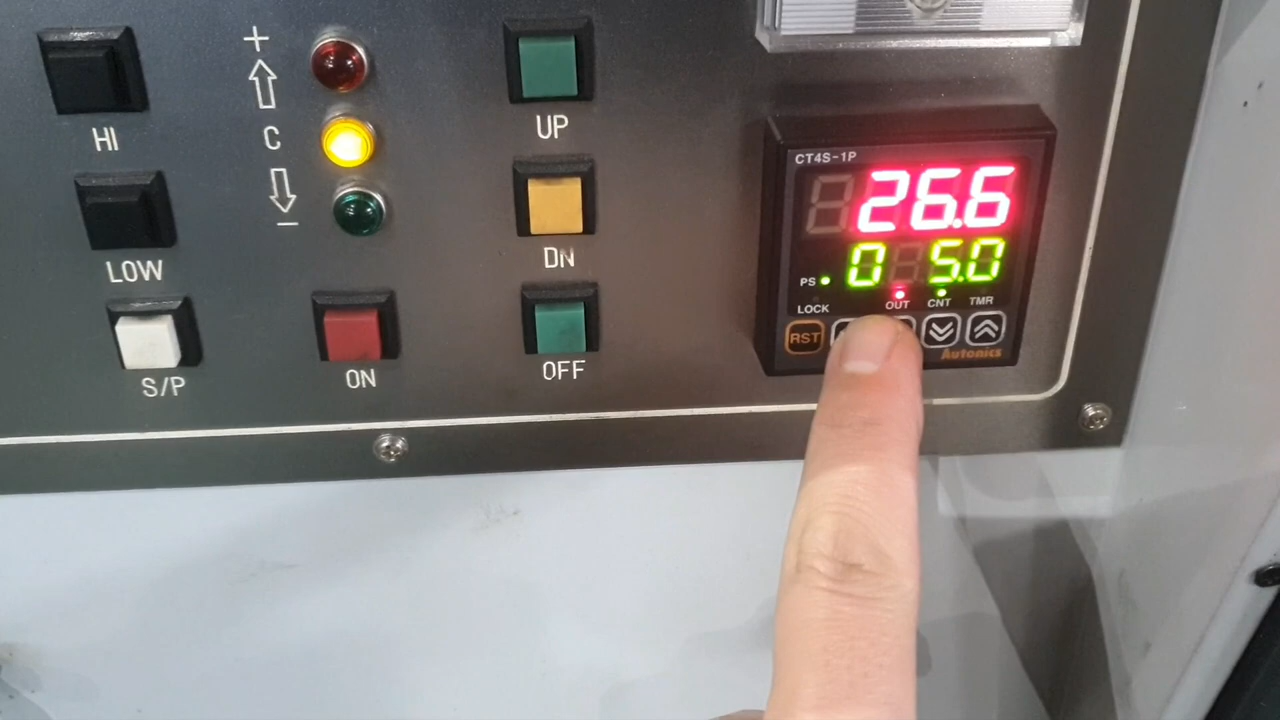 HI
LOW
S/P
+
C
−
ON
UP
DN
OFF
CT4S-1P
26.6
0 5.0
PS
LOCK OUT CNT TMR
RST
Autonics